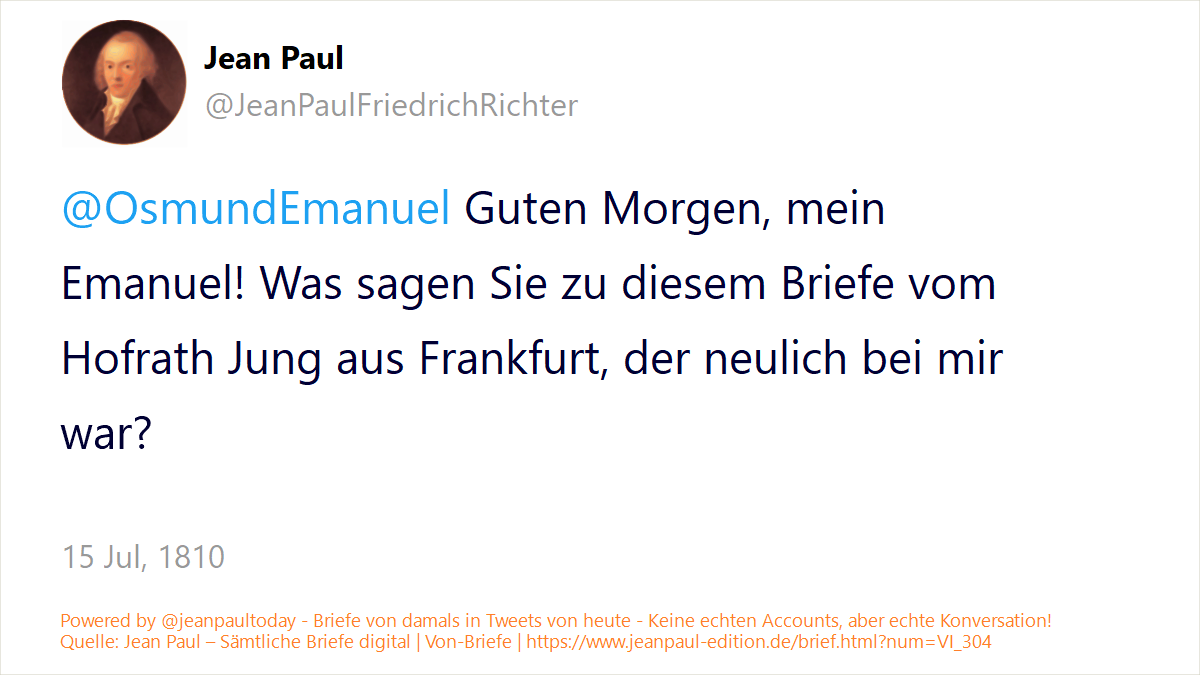 Jean Paul
@JeanPaulFriedrichRichter
@OsmundEmanuel Guten Morgen, mein
Emanuel! Was sagen Sie zu diesem Briefe vom
Hofrath Jung aus Frankfurt, der neulich bei mir
war?
15 Jul, 1810
Powered by @jeanpaultoday - Briefe von damals in Tweets von heute - Keine echten Accounts, aber echte Konversation!
Quelle: Jean Paul – Sämtliche Briefe digital | Von-Briefe | https://www.jeanpaul-edition.de/brief.html?num=VI_304